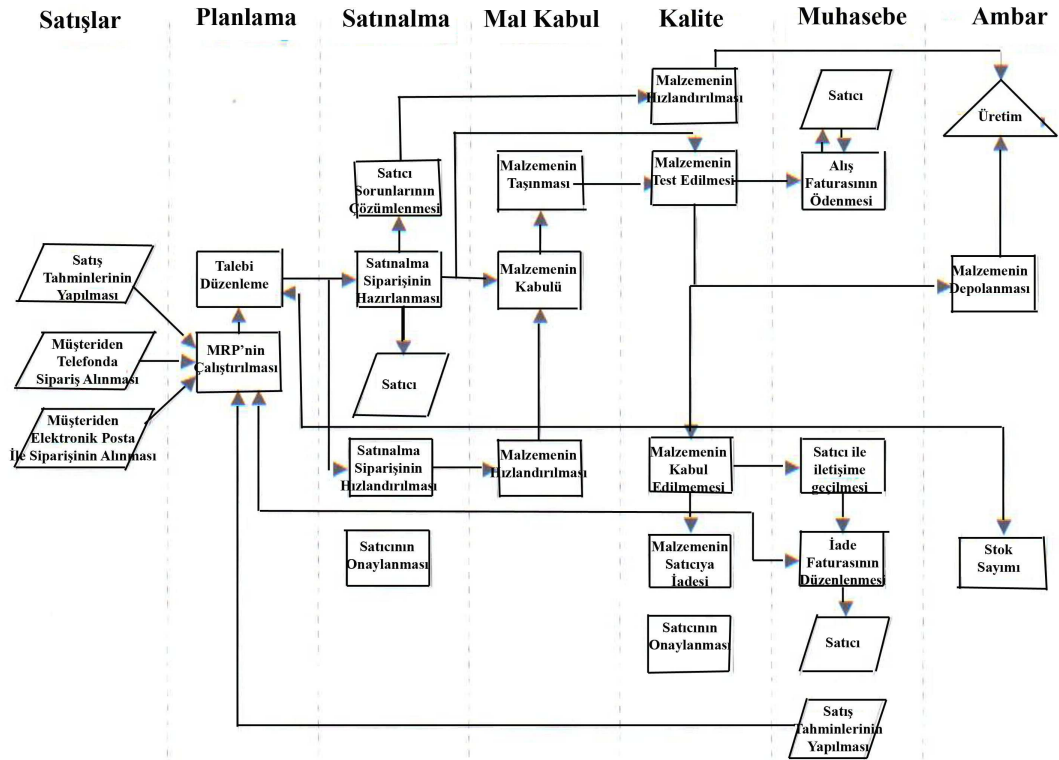 Satışlar
Planlama
Satınalma
Mal Kabul
Kalite
Muhasebe
Ambar
Satış
Tahminlerinin
Yapılması
Müşteriden
Telefonda
Sipariş Alınması
Müşteriden
Elektronik Posta
İle Siparişinin Alınması
Talebi
Düzenleme
MRP’nin
Çalıştırılması
Satıcı
Sorunlarının
Çözümlenmesi
Satınalma
Siparişinin
Hazırlanması
Satıcı
Satınalma
Siparişinin
Hızlandırılması
Satıcının
Onaylanması
Malzemenin
Taşınması
Malzemenin
Kabulü
Malzemenin
Hızlandırılması
Malzemenin
Hızlandırılması
Malzemenin
Test Edilmesi
Malzemenin
Kabul
Edilmemesi
Malzemenin
Satıcıya
İadesi
Satıcının
Onaylanması
Satıcı
Alış
Faturasının
Ödenmesi
Satıcı ile
iletişime
geçilmesi
İade
Faturasının
Düzenlenmesi
Satıcı
Satış
Tahminlerinin
Yapılması
Üretim
Malzemenin
Depolanması
Stok
Sayımı